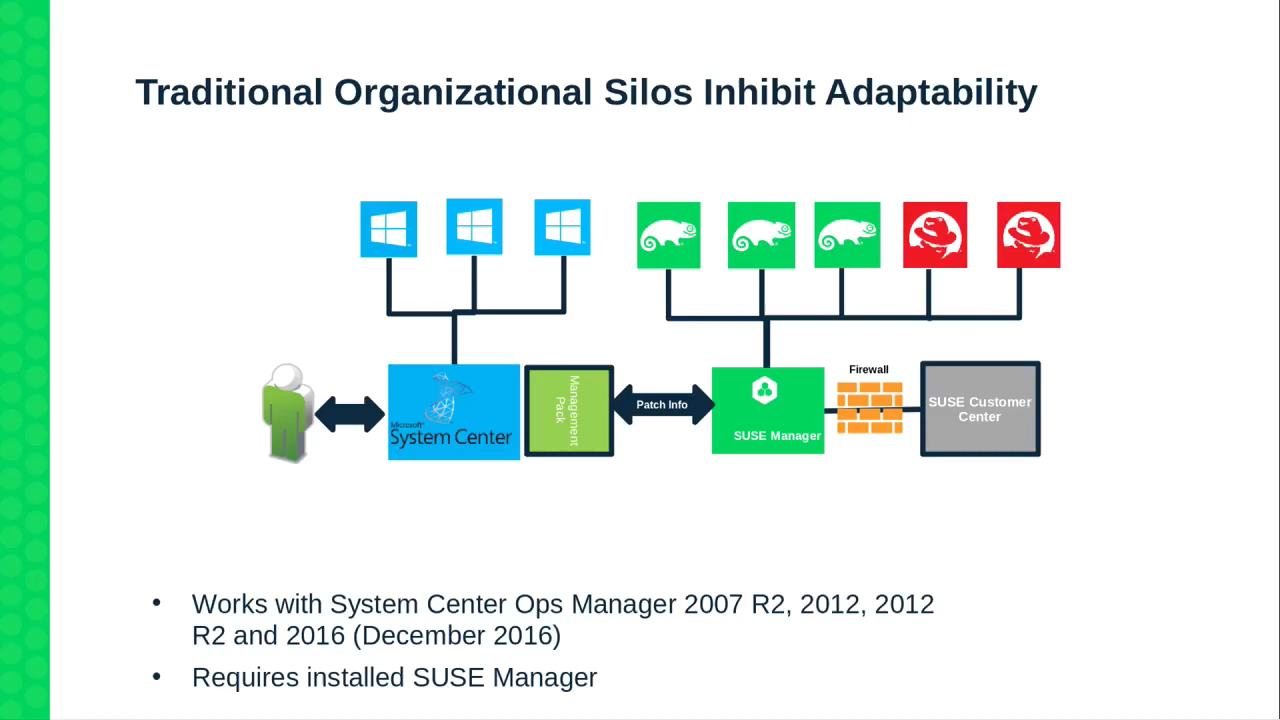 Traditional Organizational Silos Inhibit Adaptability
Microsoft
System Center
Management
Pack
Patch Info
SUSE Manager
Firewall
SUSE Customer
Center
• Works with System Center Ops Manager 2007 R2, 2012, 2012
R2 and 2016 (December 2016)
• Requires installed SUSE Manager